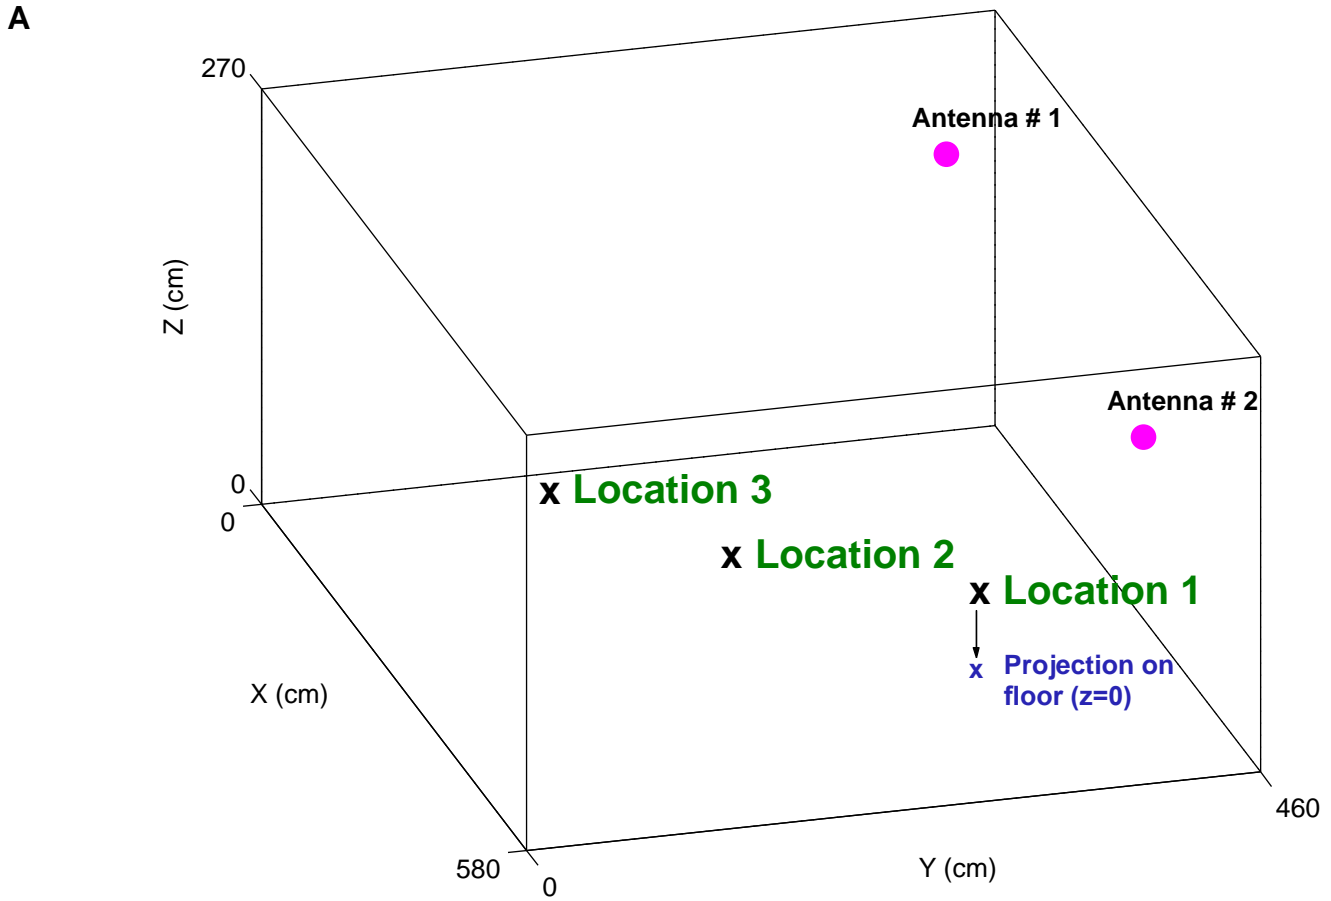 A
270
Antenna # 1
Z (cm)
Antenna # 2
0
0
x Location 3
x Location 2
x Location 1
x Projection on
floor (z=0)
X (cm)
460
580
0
Y (cm)